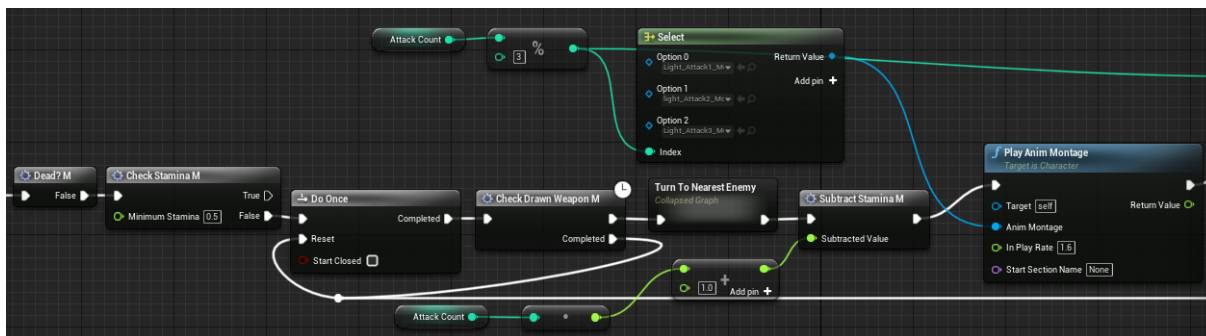 Attack Count
3
%
Select
Option 0
Light_Attack1_Mc
Return Value
Add pin +
Option 1
light_Attack2_Mc
Option 2
Light_Attack3_Mc
Index
Dead? M
False
Check Stamina M
True
Minimum Stamina 0.5
False
Do Once
Completed
Reset
Start Closed
Check Drawn Weapon M
Completed
Turn To Nearest Enemy
Collapsed Graph
Subtract Stamina M
Subtracted Value
+
1.0
Add pin +
Play Anim Montage
Target is Character
Target self
Return Value
Anim Montage
In Play Rate 1.6
Start Section Name None
Attack Count